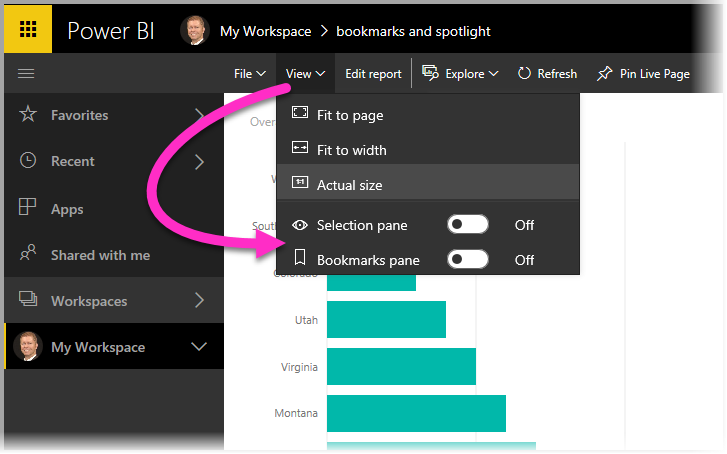 Power BI My Workspace > bookmarks and spotlight
File View Edit report Explore Refresh Pin Live Page
Favorites
Recent
Apps
Shared with me
Workspaces
My Workspace
Fit to page
Fit to width
1:1 Actual size
Selection pane Off
Bookmarks pane Off
Over
W
South
Colorado
Utah
Virginia
Montana